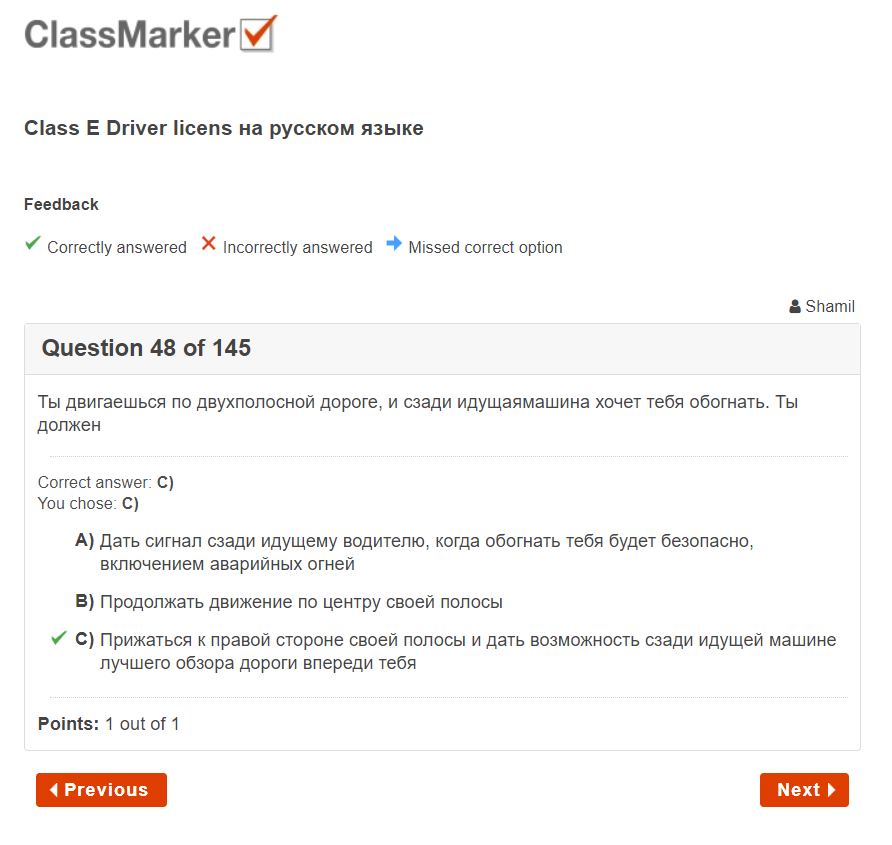 ClassMarker
Class E Driver licens на русском языке
Feedback
Correctly answered Incorrectly answered Missed correct option
Shamil
Question 48 of 145
Ты двигаешься по двухполосной дороге, и сзади идущаямашина хочет тебя обогнать. Ты
должен
Correct answer: C)
You chose: C)
A) Дать сигнал сзади идущему водителю, когда обогнать тебя будет безопасно,
включением аварийных огней
B) Продолжать движение по центру своей полосы
C) Прижаться к правой стороне своей полосы и дать возможность сзади идущей машине
лучшего обзора дороги впереди тебя
Points: 1 out of 1
Previous
Next